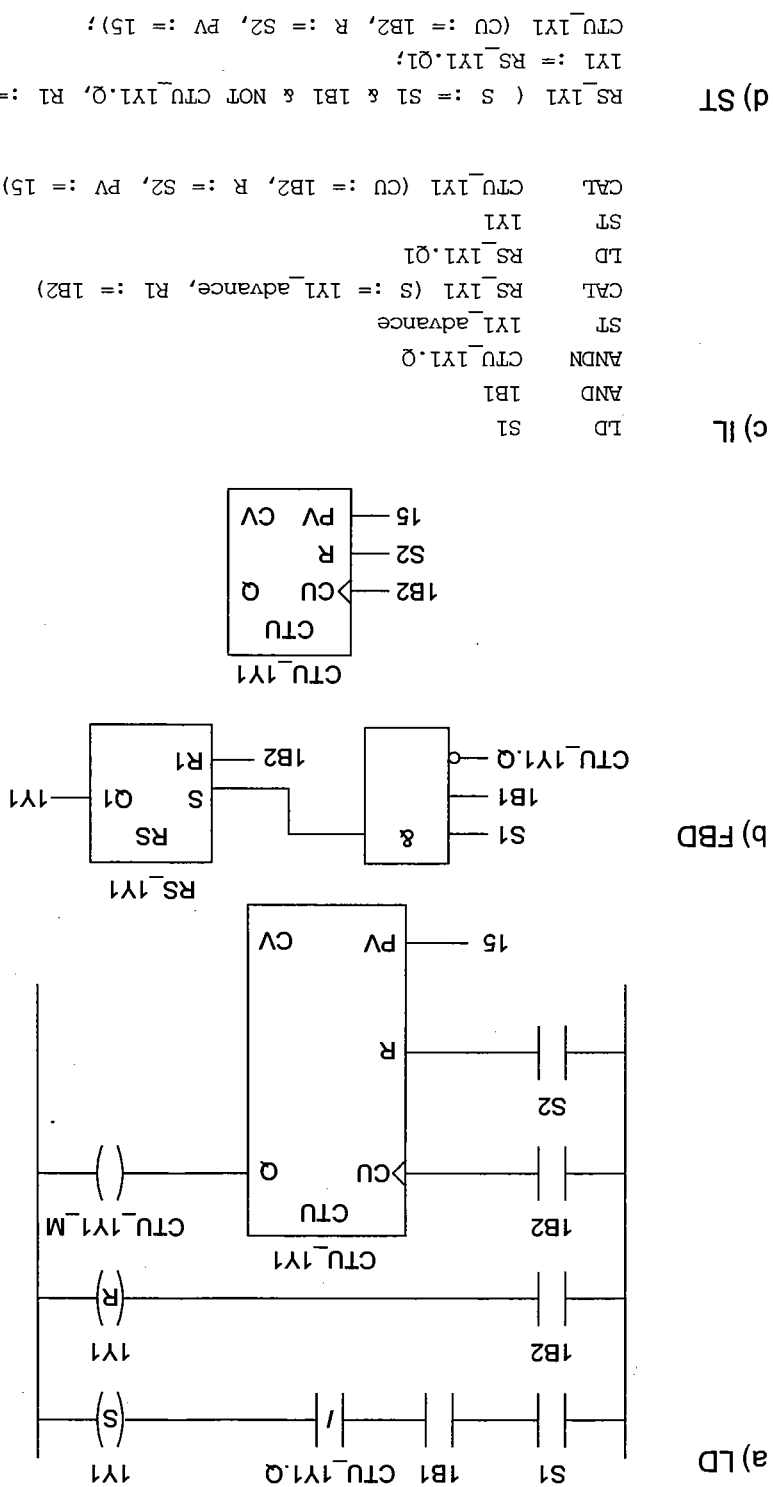 a) LD
S1 1B1 CTU_1Y1.Q 1Y1
/ (S)
1B2 1Y1
(R)
CTU_1Y1
1B2 CTU CTU_1Y1_M
CU Q ( )
S2
R
15 PV CV
b) FBD
RS_1Y1
S1 & RS
1B1 S Q1 1Y1
CTU_1Y1.Q 1B2 R1
CTU_1Y1
CTU
1B2 CU Q
S2 R
15 PV CV
c) IL
LD S1
AND 1B1
ANDN CTU_1Y1.Q
ST 1Y1_advance
CAL RS_1Y1 (S := 1Y1_advance, R1 := 1B2)
LD RS_1Y1.Q1
ST 1Y1
CAL CTU_1Y1 (CU := 1B2, R := S2, PV := 15)
d) ST
RS_1Y1 ( S := S1 & 1B1 & NOT CTU_1Y1.Q, R1 :=
1Y1 := RS_1Y1.Q1;
CTU_1Y1 (CU := 1B2, R := S2, PV := 15);